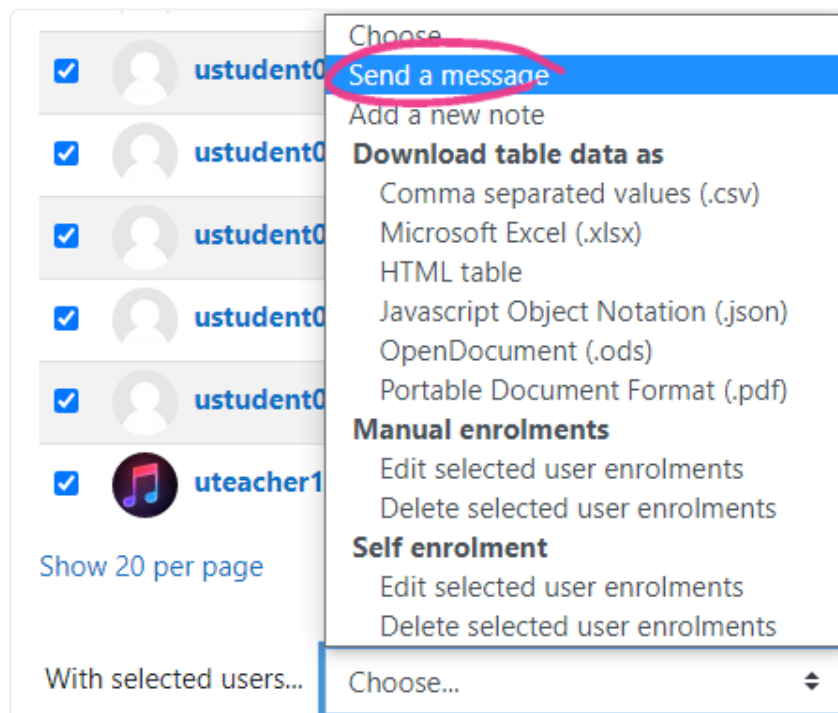 Choose...
ustudent0
Send a message
Add a new note
ustudent0
Download table data as
Comma separated values (.csv)
ustudent0
Microsoft Excel (.xlsx)
HTML table
ustudent0
Javascript Object Notation (.json)
OpenDocument (.ods)
ustudent0
Portable Document Format (.pdf)
Manual enrolments
uteacher1
Edit selected user enrolments
Delete selected user enrolments
Self enrolment
Show 20 per page
Edit selected user enrolments
Delete selected user enrolments
With selected users...
Choose...